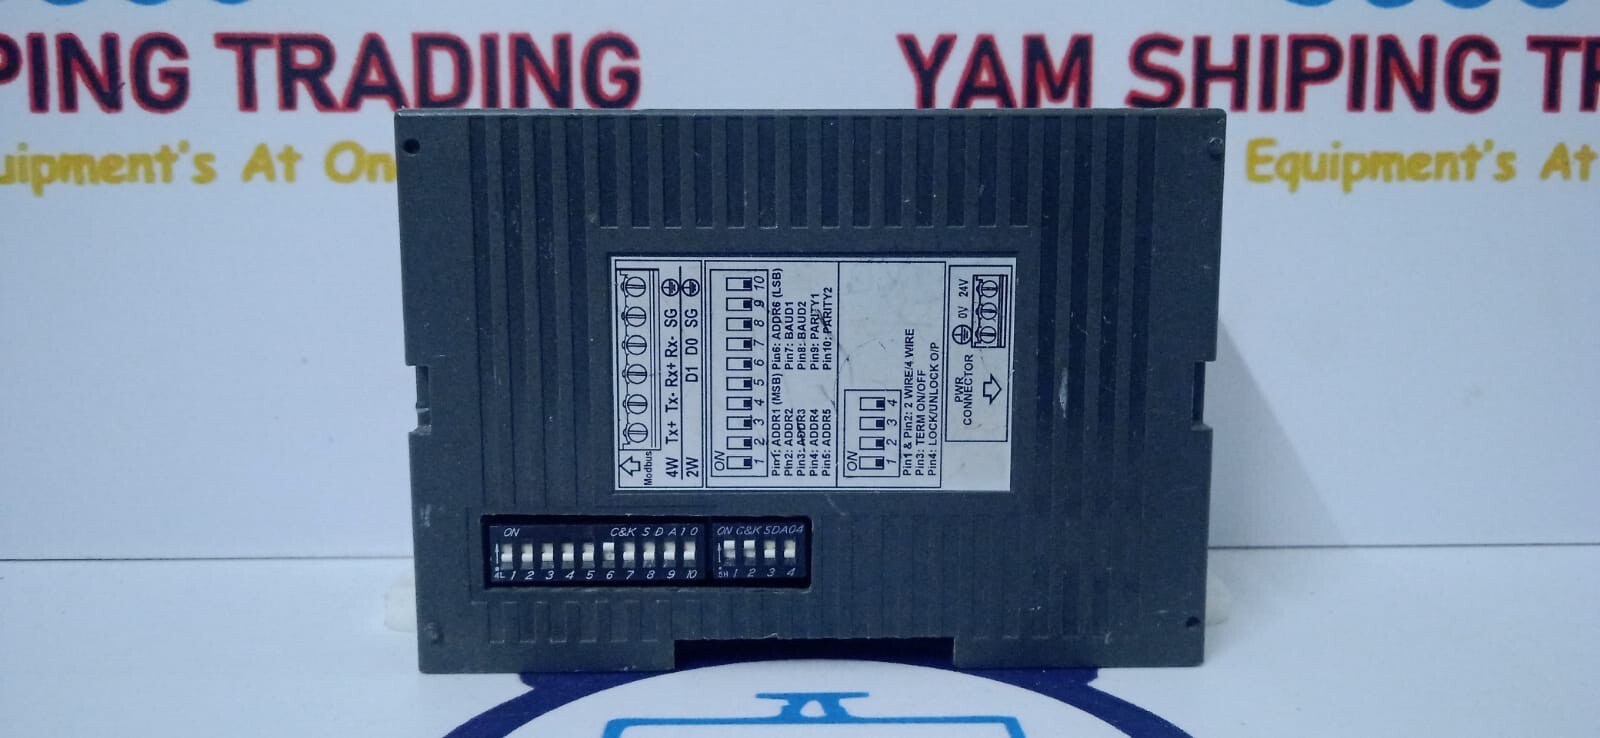 PING TRADING
YAM SHIPING TR
uipment's At On
Equipment's At
Modbus
4W Tx+ Tx- Rx+ Rx- SG
2W D1 D0 SG
ON
1 2 3 4 5 6 7 8 9 10
Pin1: ADDR1 (MSB) Pin6: ADDR6 (LSB)
Pin2: ADDR2 Pin7: BAUD1
Pin3: ADDR3 Pin8: BAUD2
Pin4: ADDR4 Pin9: PARITY1
Pin5: ADDR5 Pin10: PARITY2
ON
1 2 3 4
Pin1 & Pin2: 2 WIRE/4 WIRE
Pin3: TERM ON/OFF
Pin4: LOCK/UNLOCK O/P
PWR
CONNECTOR
0V 24V
ON C&K SDA10
1 2 3 4 5 6 7 8 9 10
ON C&K SDA04
1 2 3 4